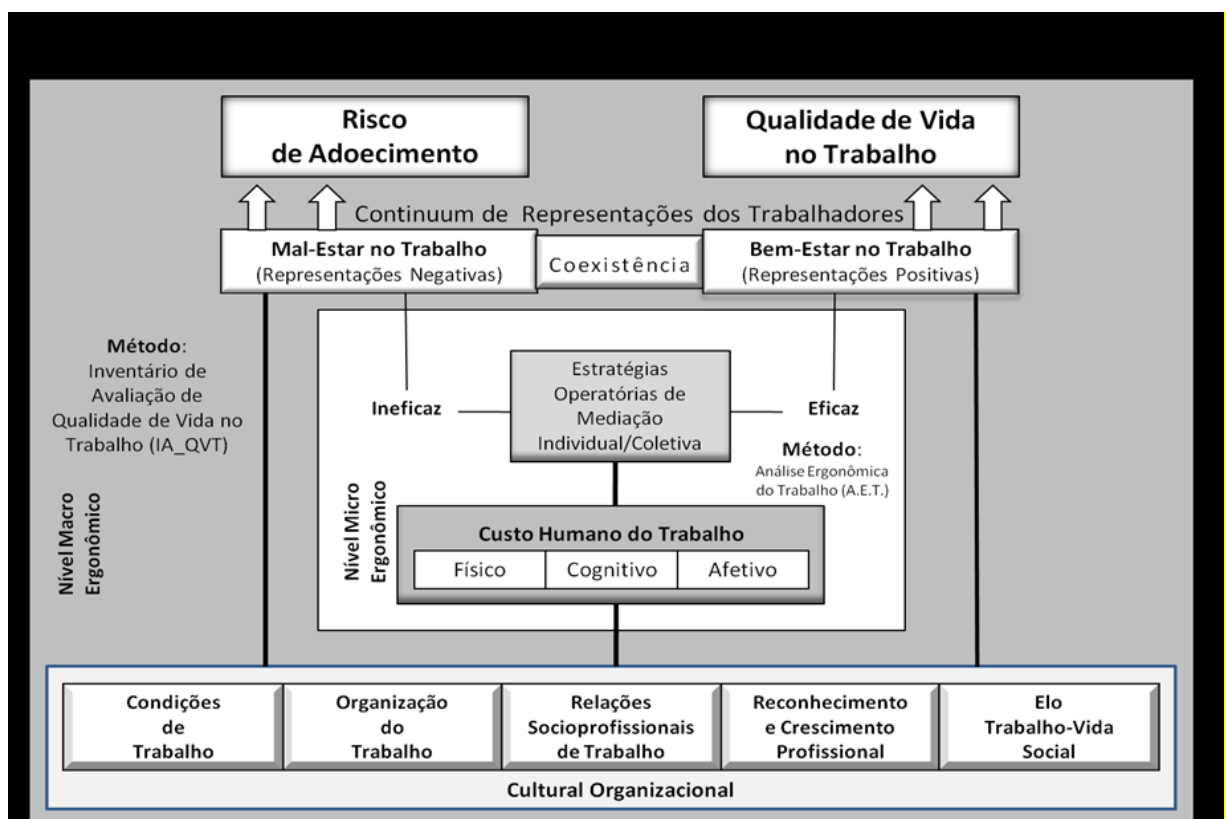 Risco
de Adoecimento
Qualidade de Vida
no Trabalho
Continuum de Representações dos Trabalhadores
Mal-Estar no Trabalho
(Representações Negativas)
Coexistência
Bem-Estar no Trabalho
(Representações Positivas)
Método:
Inventário de
Avaliação de
Qualidade de Vida no
Trabalho (IA_QVT)
Nível Macro
Ergonômico
Ineficaz
Estratégias
Operatórias de
Mediação
Individual/Coletiva
Eficaz
Método:
Análise Ergonômica
do Trabalho (A.E.T.)
Nível Micro
Ergonômico
Custo Humano do Trabalho
Físico
Cognitivo
Afetivo
Condições
de
Trabalho
Organização
do
Trabalho
Relações
Socioprofissionais
de Trabalho
Reconhecimento
e Crescimento
Profissional
Elo
Trabalho-Vida
Social
Cultural Organizacional